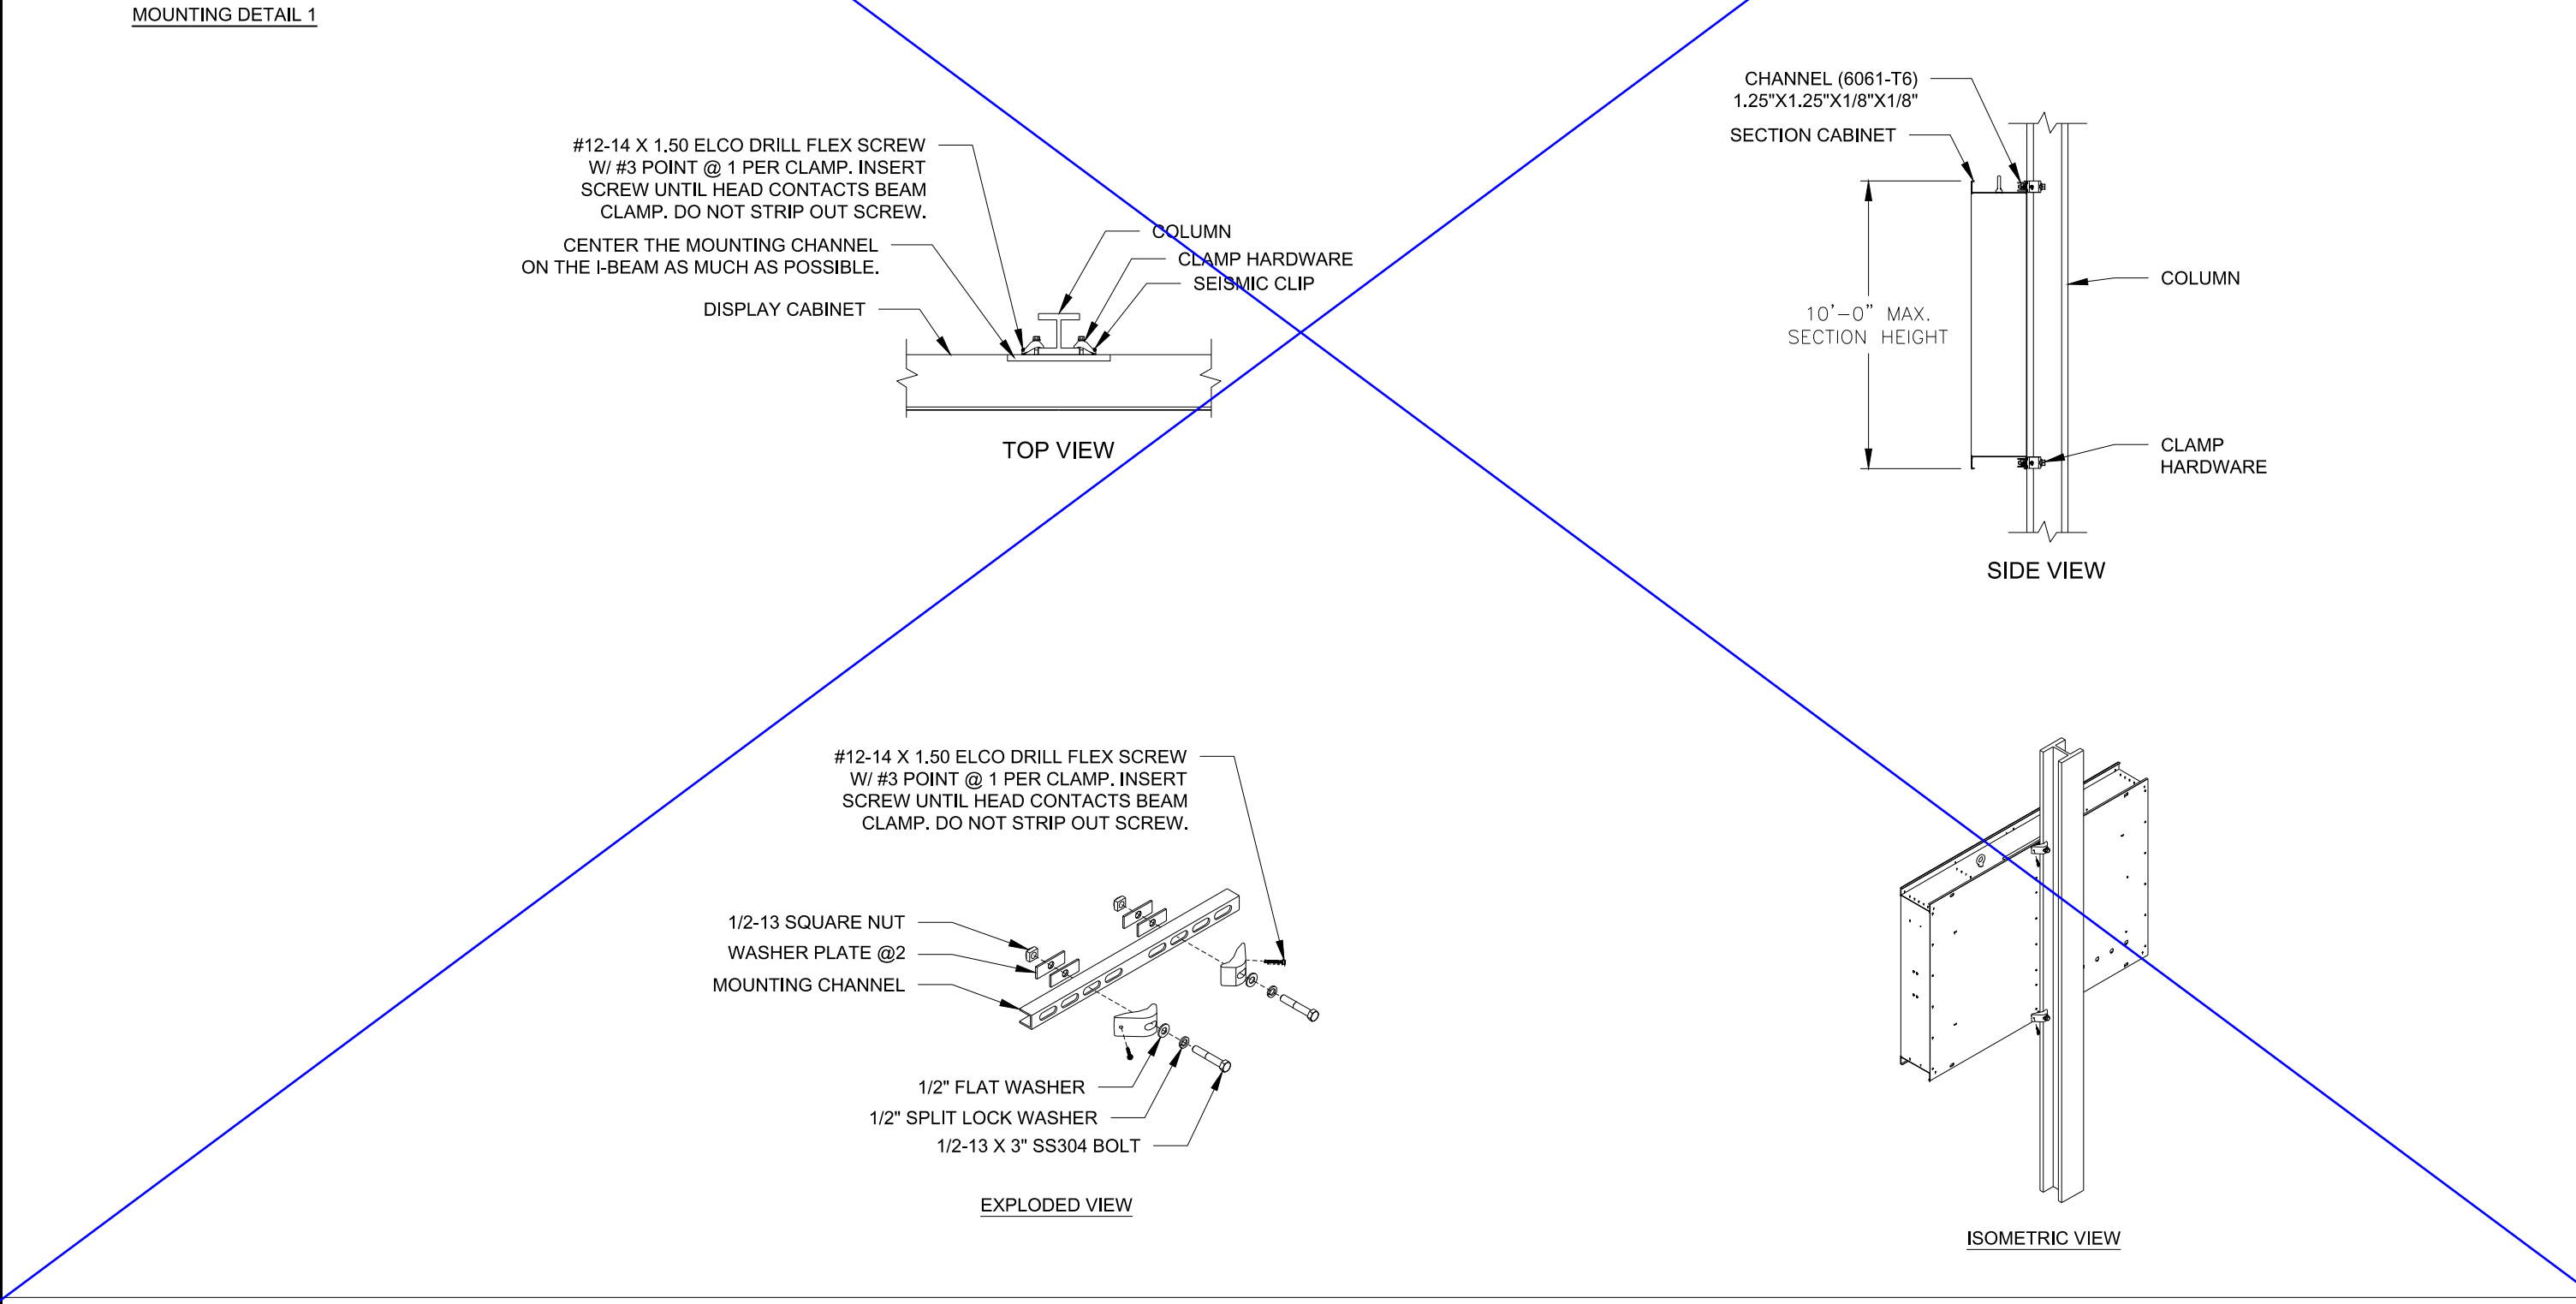 MOUNTING DETAIL 1
#12-14 X 1.50 ELCO DRILL FLEX SCREW
W/ #3 POINT @ 1 PER CLAMP. INSERT
SCREW UNTIL HEAD CONTACTS BEAM
CLAMP. DO NOT STRIP OUT SCREW.
CENTER THE MOUNTING CHANNEL
ON THE I-BEAM AS MUCH AS POSSIBLE.
DISPLAY CABINET
COLUMN
CLAMP HARDWARE
SEISMIC CLIP
TOP VIEW
CHANNEL (6061-T6)
1.25"X1.25"X1/8"X1/8"
SECTION CABINET
10'-0" MAX.
SECTION HEIGHT
COLUMN
CLAMP
HARDWARE
SIDE VIEW
#12-14 X 1.50 ELCO DRILL FLEX SCREW
W/ #3 POINT @ 1 PER CLAMP. INSERT
SCREW UNTIL HEAD CONTACTS BEAM
CLAMP. DO NOT STRIP OUT SCREW.
1/2-13 SQUARE NUT
WASHER PLATE @2
MOUNTING CHANNEL
1/2" FLAT WASHER
1/2" SPLIT LOCK WASHER
1/2-13 X 3" SS304 BOLT
EXPLODED VIEW
ISOMETRIC VIEW